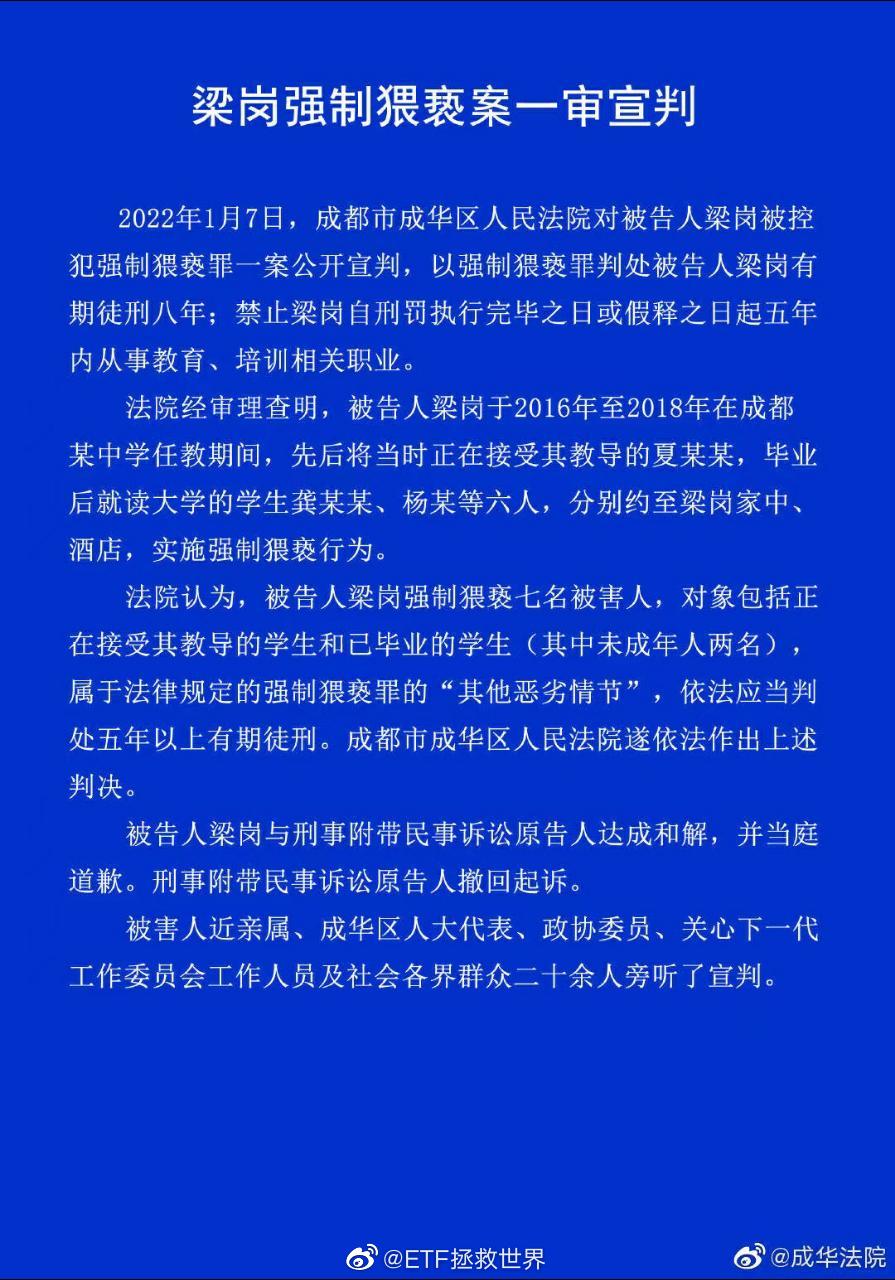 梁岗强制猥亵案一审宣判
2022年1月7日，成都市成华区人民法院对被告人梁岗被控
犯强制猥亵罪一案公开宣判，以强制猥亵罪判处被告人梁岗有
期徒刑八年；禁止梁岗自刑罚执行完毕之日或假释之日起五年
内从事教育、培训相关职业。
法院经审理查明，被告人梁岗于2016年至2018年在成都
某中学任教期间，先后将当时正在接受其教导的夏某某，毕业
后就读大学的学生龚某某、杨某等六人，分别约至梁岗家中、
酒店，实施强制猥亵行为。
法院认为，被告人梁岗强制猥亵七名被害人，对象包括正
在接受其教导的学生和已毕业的学生（其中未成年人两名），
属于法律规定的强制猥亵罪的“其他恶劣情节”，依法应当判
处五年以上有期徒刑。成都市成华区人民法院遂依法作出上述
判决。
被告人梁岗与刑事附带民事诉讼原告人达成和解，并当庭
道歉。刑事附带民事诉讼原告人撤回起诉。
被害人近亲属、成华区人大代表、政协委员、关心下一代
工作委员会工作人员及社会各界群众二十余人旁听了宣判。
@ETF拯救世界
@成华法院